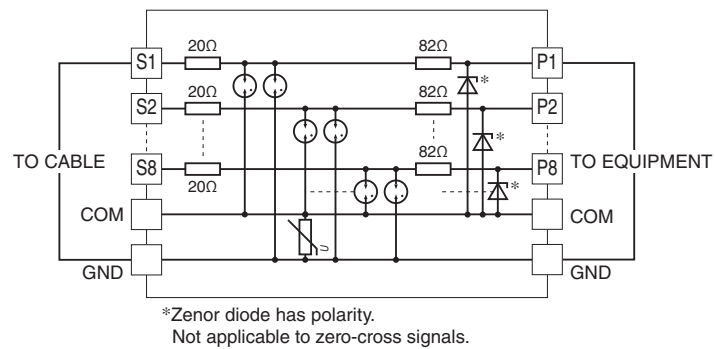 20Ω 82Ω
S1 P1
*
20Ω 82Ω
S2 P2
*
82Ω
TO CABLE S8 P8 TO EQUIPMENT
20Ω *
COM COM
U
GND GND
*Zenor diode has polarity.
Not applicable to zero-cross signals.